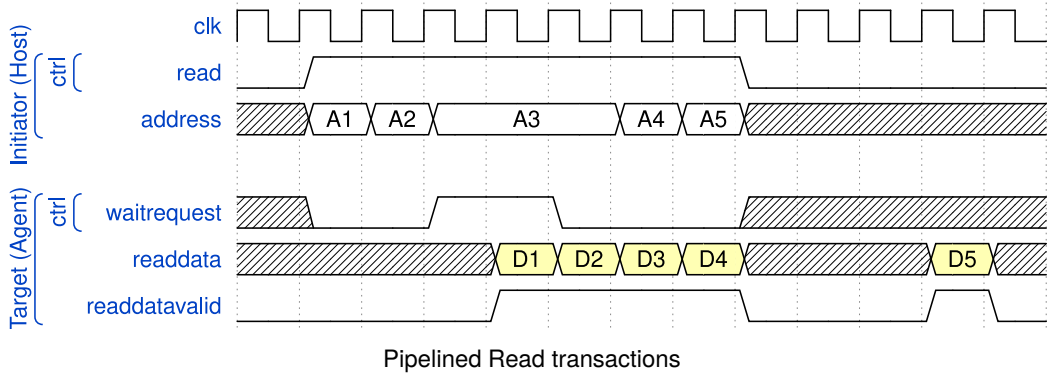 clk
Initiator (Host)
ctrl
read
address
A1 A2 A3 A4 A5
Target (Agent)
ctrl
waitrequest
readdata
D1 D2 D3 D4 D5
readdatavalid
Pipelined Read transactions